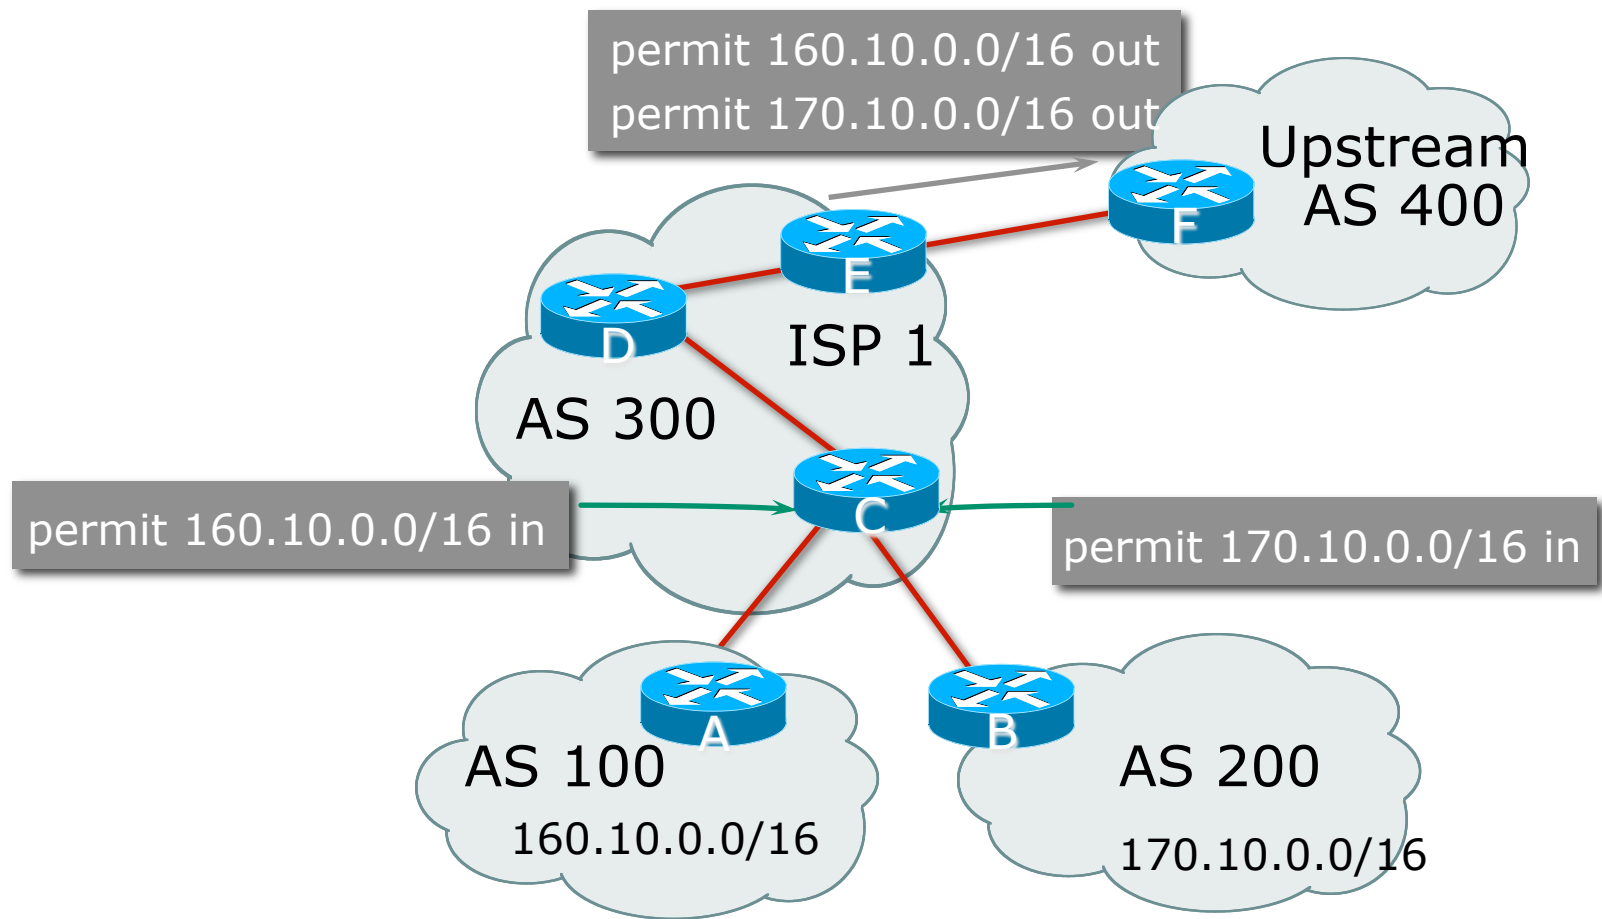 permit 160.10.0.0/16 out
permit 170.10.0.0/16 out
Upstream
AS 400
F
E
D
ISP 1
AS 300
C
permit 160.10.0.0/16 in
permit 170.10.0.0/16 in
A
B
AS 100
AS 200
160.10.0.0/16
170.10.0.0/16